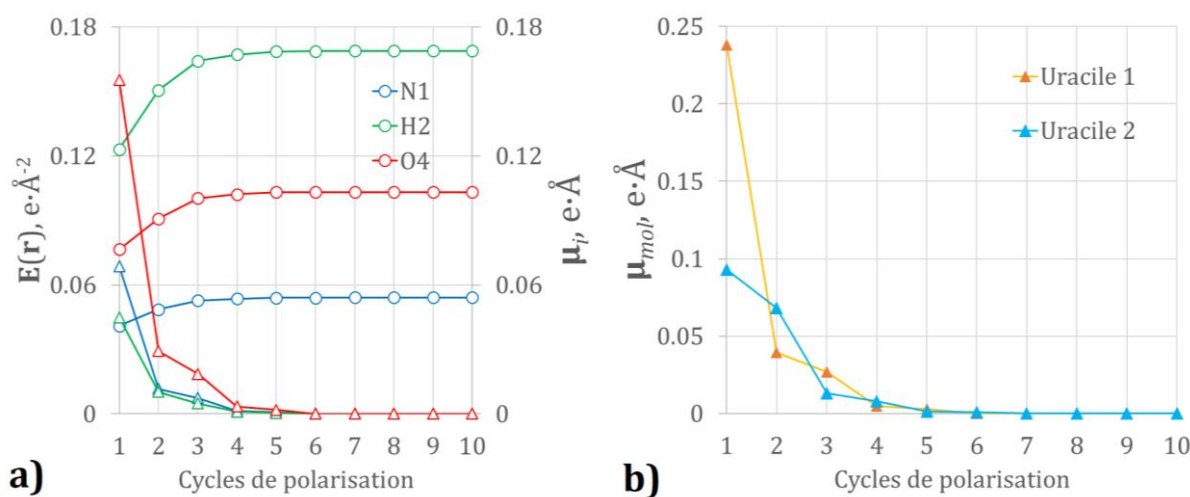 0.18
0.12
0.06
0
E(r), e·Å-2
1 2 3 4 5 6 7 8 9 10
Cycles de polarisation
N1
H2
O4
0.18
0.12
0.06
0
μi, e·Å
a)
0.25
0.2
0.15
0.1
0.05
0
μmol, e·Å
1 2 3 4 5 6 7 8 9 10
Cycles de polarisation
Uracile 1
Uracile 2
b)